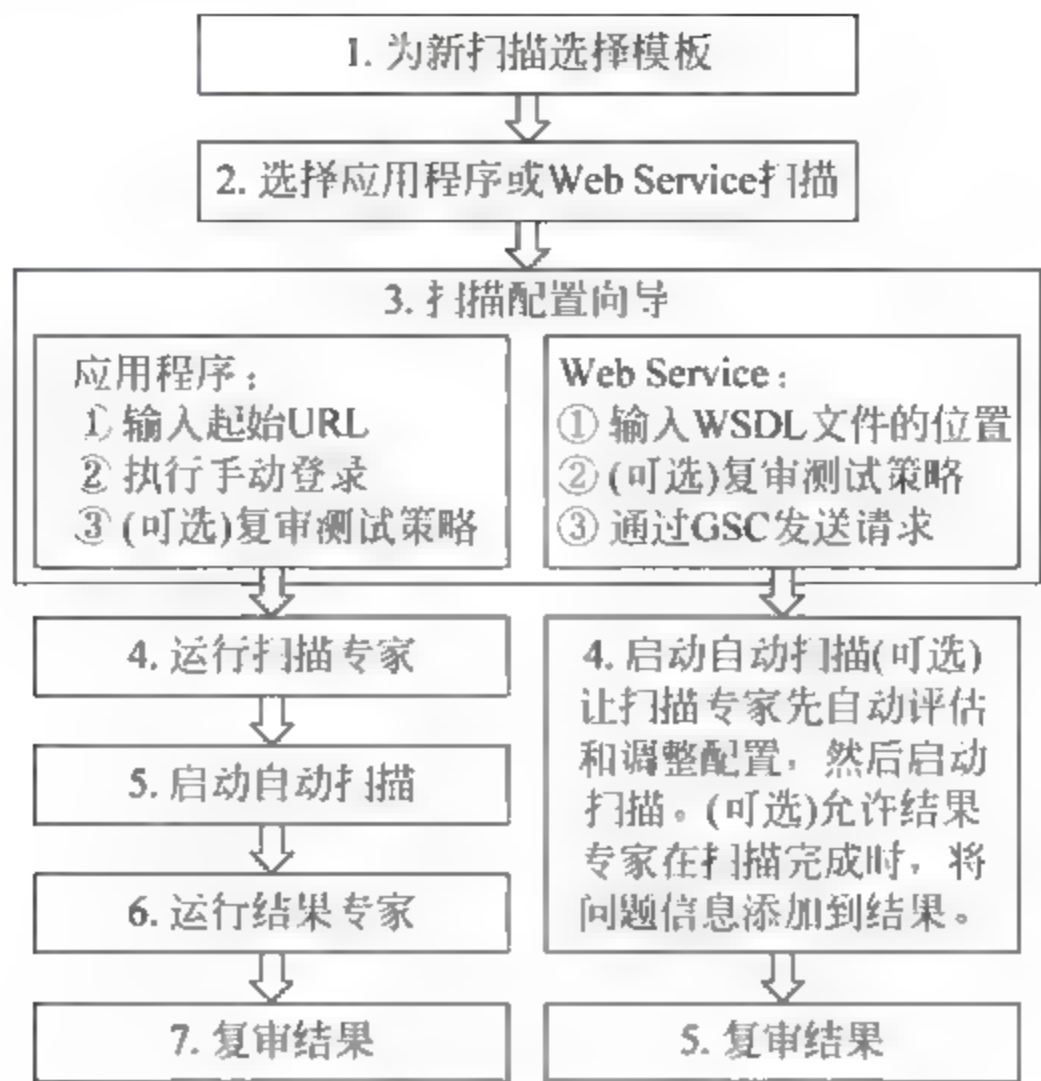 1. 为新扫描选择模板
2. 选择应用程序或Web Service扫描
3. 扫描配置向导
应用程序：
① 输入起始URL
② 执行手动登录
③ (可选)复审测试策略
Web Service：
① 输入WSDL文件的位置
② (可选)复审测试策略
③ 通过GSC发送请求
4. 运行扫描专家
5. 启动自动扫描
6. 运行结果专家
7. 复审结果
4. 启动自动扫描(可选)
让扫描专家先自动评估
和调整配置，然后启动
扫描。(可选)允许结果
专家在扫描完成时，将
问题信息添加到结果。
5. 复审结果